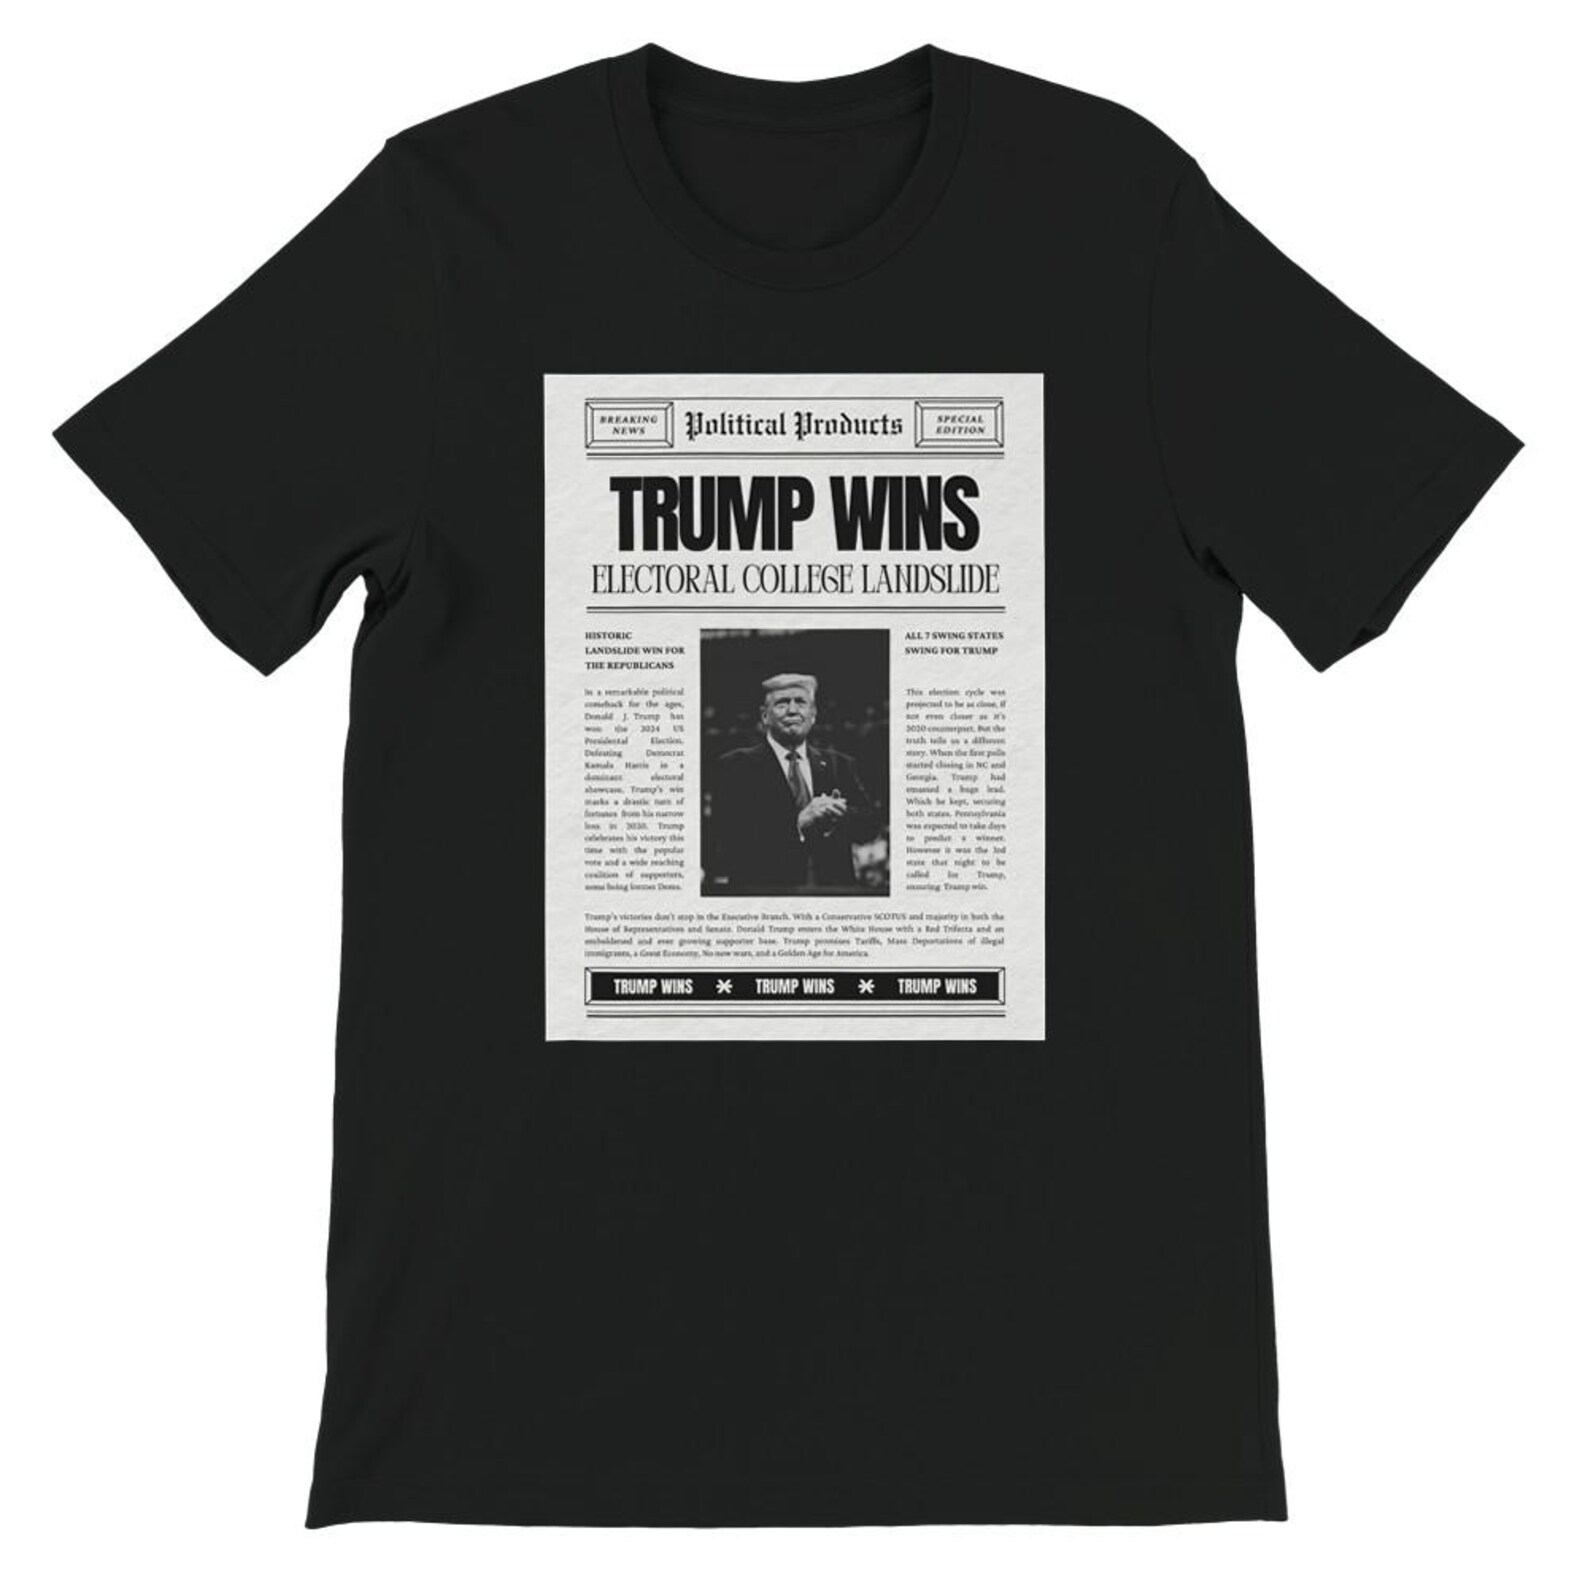 BREAKING
NEWS
Political Products
SPECIAL
EDITION
TRUMP WINS
ELECTORAL COLLEGE LANDSLIDE
HISTORIC
LANDSLIDE WIN FOR
THE REPUBLICANS
In a remarkable political
comeback for the ages,
Donald J. Trump has
won the 2024 US
Presidental Election.
Defeating Democrat
Kamala Harris in a
dominant electoral
showcase. Trump's win
marks a drastic turn of
fortunes from his narrow
loss in 2020. Trump
celebrates his victory this
time with the popular
vote and a wide reaching
coalition of supporters,
some being former Dems.
ALL 7 SWING STATES
SWING FOR TRUMP
This election cycle was
projected to be as close, if
not even closer as it's
2020 counterpart. But the
truth tells us a different
story. When the first polls
started closing in NC and
Georgia. Trump had
amassed a huge lead.
Which he kept, securing
both states. Pennsylvania
was expected to take days
to predict a winner.
However it was the 3rd
state that night to be
called for Trump,
ensuring Trump win.
Trump's victories don't stop in the Executive Branch. With a Conservative SCOTUS and majority in both the
House of Representatives and Senate. Donald Trump enters the White House with a Red Trifecta and an
emboldened and ever growing supporter base. Trump promises Tariffs, Mass Deportations of illegal
immigrants, a Great Economy, No new wars, and a Golden Age for America.
TRUMP WINS TRUMP WINS TRUMP WINS